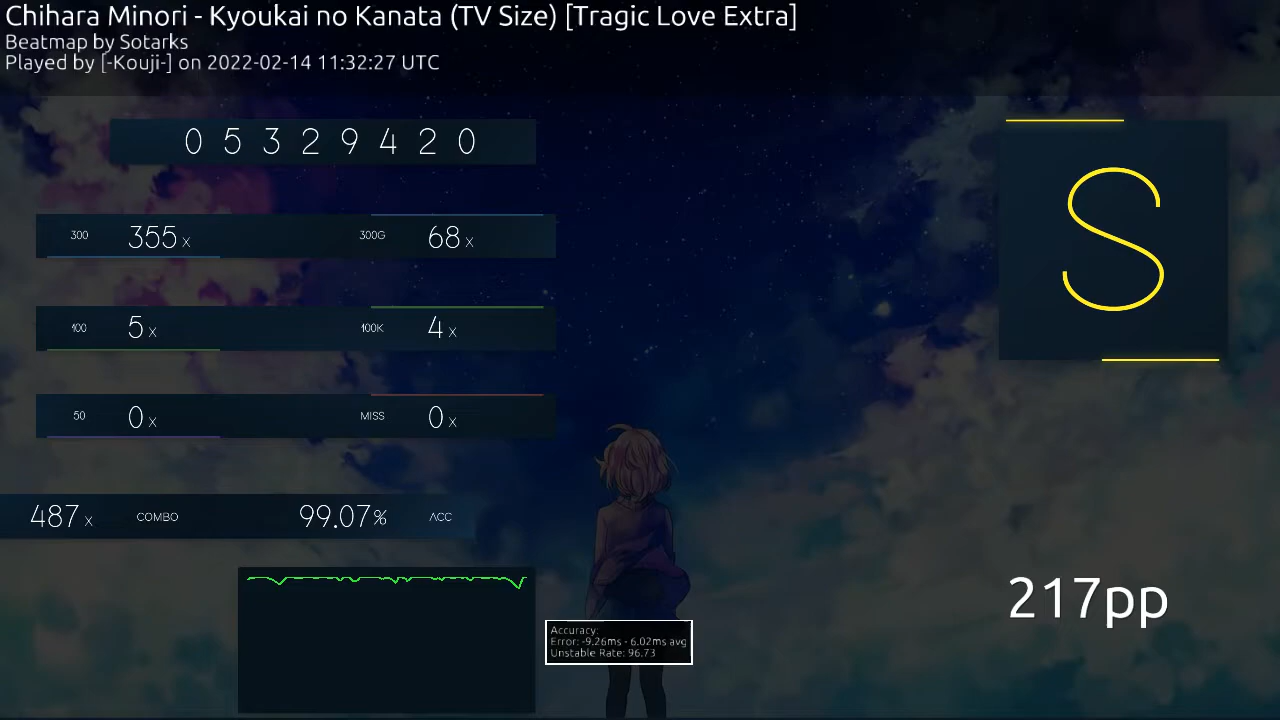 Chihara Minori - Kyoukai no Kanata (TV Size) [Tragic Love Extra]
Beatmap by Sotarks
Played by [-Kouji-] on 2022-02-14 11:32:27 UTC
05329420
300 355x 300G 68x
100 5x 100K 4x
50 0x MISS 0x
487x COMBO 99.07% ACC
S
217pp
Accuracy:
Error: -9.26ms - 6.02ms avg
Unstable Rate: 96.73